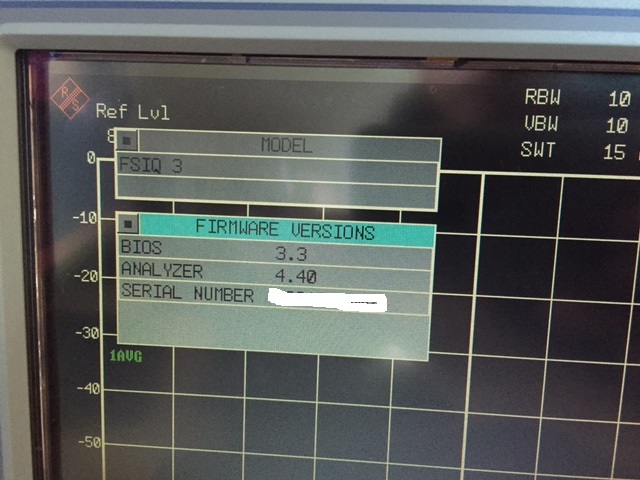 R S
Ref Lvl
RBW 10
VBW 10
SWT 15
MODEL
FSIQ 3
FIRMWARE VERSIONS
BIOS 3.3
ANALYZER 4.40
SERIAL NUMBER
0
-10
-20
-30
1AVG
-40
-50